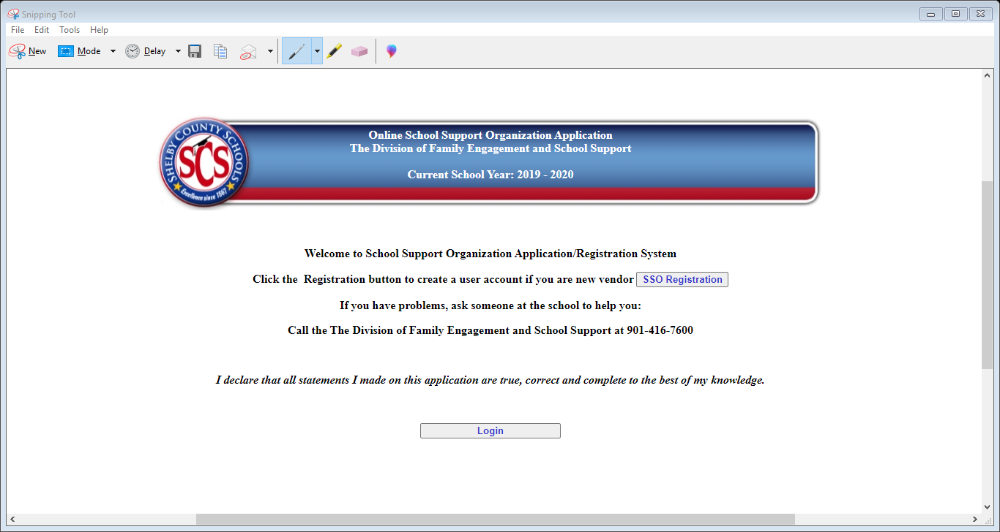 Snipping Tool
File Edit Tools Help
New Mode Delay
SHELBY COUNTY SCHOOLS
SCS
Excellence since 1867
Online School Support Organization Application
The Division of Family Engagement and School Support
Current School Year: 2019 - 2020
Welcome to School Support Organization Application/Registration System
Click the Registration button to create a user account if you are new vendor SSO Registration
If you have problems, ask someone at the school to help you:
Call the The Division of Family Engagement and School Support at 901-416-7600
I declare that all statements I made on this application are true, correct and complete to the best of my knowledge.
Login